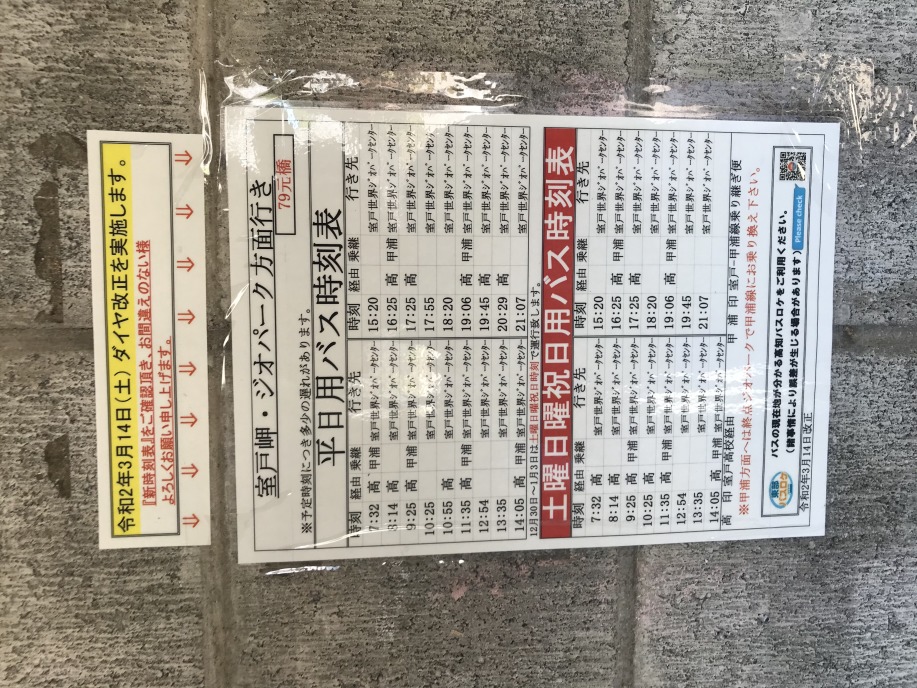 令和2年3月14日(土)ダイヤ改正を実施します。
『新時刻表』をご確認頂き、お間違えのない様
よろしくお願い申し上げます。
⇒ ⇒ ⇒ ⇒ ⇒ ⇒ ⇒ ⇒
室戸岬・ジオパーク方面行き
※予定時刻につき多少の遅れがあります。
79元橋
平日用バス時刻表
時刻 経由 乗継 行き先 時刻 経由 乗継 行き先
7:32 高 甲浦 室戸世界ジオパークセンター 15:20 室戸世界ジオパークセンター
8:14 高 室戸世界ジオパークセンター 16:25 高 甲浦 室戸世界ジオパークセンター
9:25 高 甲浦 室戸世界ジオパークセンター 17:25 高 室戸世界ジオパークセンター
10:25 高 室戸世界ジオパークセンター 17:55 室戸世界ジオパークセンター
10:55 高 室戸世界ジオパークセンター 18:20 室戸世界ジオパークセンター
11:35 高 甲浦 室戸世界ジオパークセンター 19:06 高 甲浦 室戸世界ジオパークセンター
12:54 室戸世界ジオパークセンター 19:45 高 室戸世界ジオパークセンター
13:35 室戸世界ジオパークセンター 20:29 高 室戸世界ジオパークセンター
14:05 高 甲浦 室戸世界ジオパークセンター 21:07 室戸世界ジオパークセンター
12月30日~1月3日は土曜日曜祝日時刻で運行致します。
土曜日曜祝日用バス時刻表
時刻 経由 乗継 行き先 時刻 経由 乗継 行き先
7:32 高 室戸世界ジオパークセンター 15:20 室戸世界ジオパークセンター
8:14 高 室戸世界ジオパークセンター 16:25 高 甲浦 室戸世界ジオパークセンター
9:25 高 甲浦 室戸世界ジオパークセンター 17:25 高 室戸世界ジオパークセンター
10:25 高 室戸世界ジオパークセンター 18:20 室戸世界ジオパークセンター
11:35 高 甲浦 室戸世界ジオパークセンター 19:06 高 甲浦 室戸世界ジオパークセンター
12:54 室戸世界ジオパークセンター 19:45 室戸世界ジオパークセンター
13:35 室戸世界ジオパークセンター 21:07 室戸世界ジオパークセンター
14:05 高 甲浦 室戸世界ジオパークセンター
高 印 室戸高校経由 甲 浦 印 室戸-甲浦線乗り継ぎ便
※甲浦方面へは終点ジオパークで甲浦線にお乗り換え下さい。
バスの現在地が分かる高知バスロケをご利用ください。
(諸事情により誤差が生じる場合があります)
Please check
令和2年3月14日改正